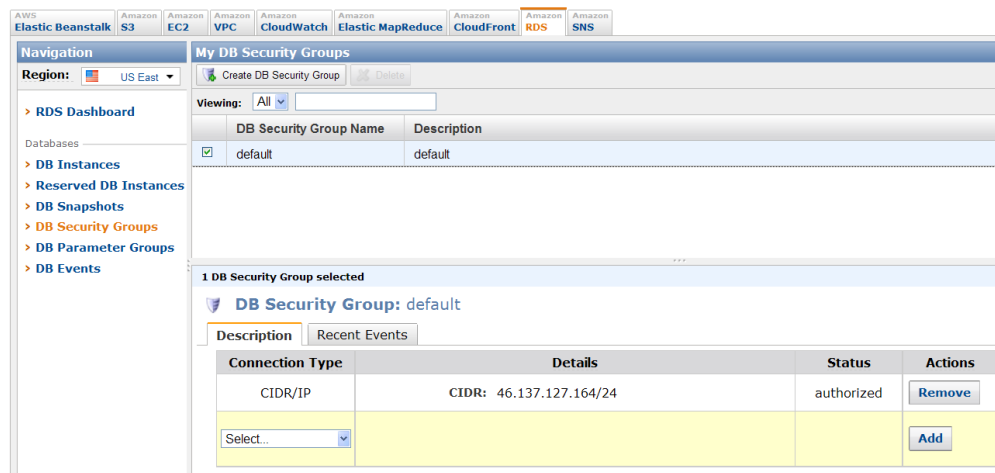 AWS Amazon Amazon Amazon Amazon Amazon Amazon Amazon Amazon
Elastic Beanstalk S3 EC2 VPC CloudWatch Elastic MapReduce CloudFront RDS SNS
Navigation
Region: US East
> RDS Dashboard
Databases
> DB Instances
> Reserved DB Instances
> DB Snapshots
> DB Security Groups
> DB Parameter Groups
> DB Events
My DB Security Groups
Create DB Security Group Delete
Viewing: All
DB Security Group Name Description
default default
1 DB Security Group selected
DB Security Group: default
Description Recent Events
Connection Type Details Status Actions
CIDR/IP CIDR: 46.137.127.164/24 authorized Remove
Select... Add